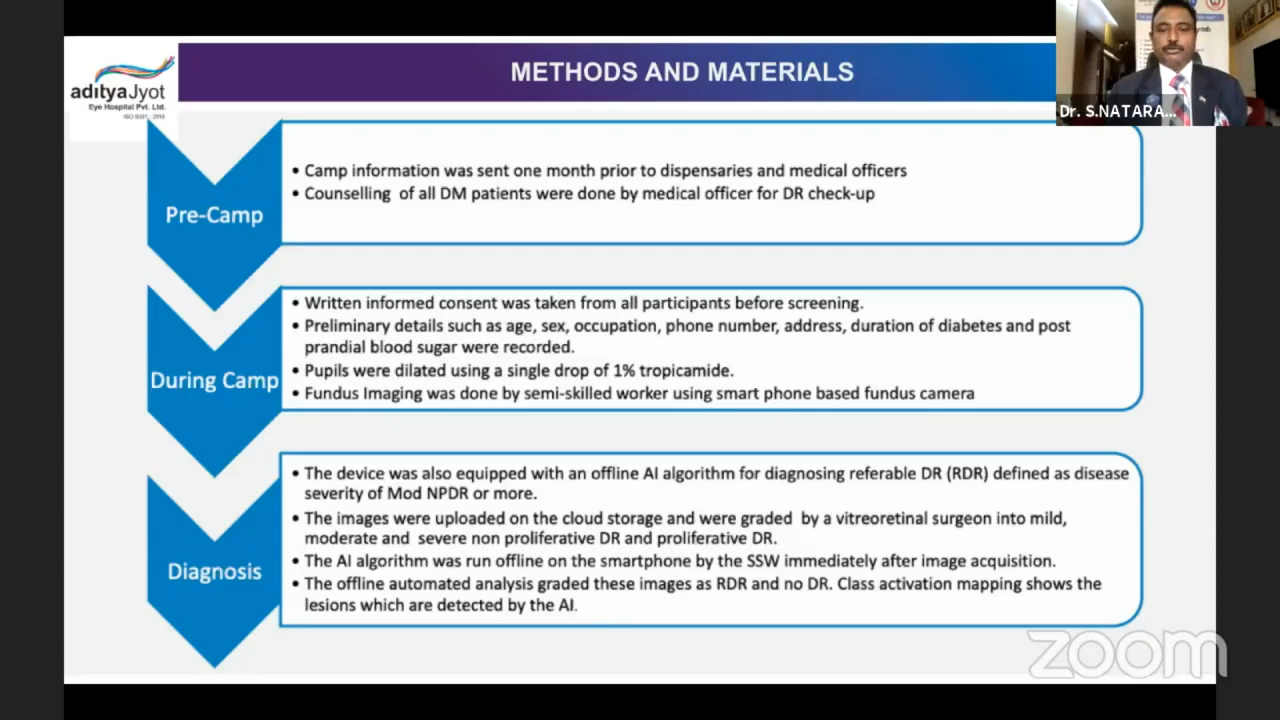 METHODS AND MATERIALS
adityaJyot
Eye Hospital Pvt. Ltd.
Dr. S.NATARA...
Pre-Camp
• Camp information was sent one month prior to dispensaries and medical officers
• Counselling of all DM patients were done by medical officer for DR check-up
During Camp
• Written informed consent was taken from all participants before screening.
• Preliminary details such as age, sex, occupation, phone number, address, duration of diabetes and post
prandial blood sugar were recorded.
• Pupils were dilated using a single drop of 1% tropicamide.
• Fundus Imaging was done by semi-skilled worker using smart phone based fundus camera
Diagnosis
• The device was also equipped with an offline AI algorithm for diagnosing referable DR (RDR) defined as disease
severity of Mod NPDR or more.
• The images were uploaded on the cloud storage and were graded by a vitreoretinal surgeon into mild,
moderate and severe non proliferative DR and proliferative DR.
• The AI algorithm was run offline on the smartphone by the SSW immediately after image acquisition.
• The offline automated analysis graded these images as RDR and no DR. Class activation mapping shows the
lesions which are detected by the AI.
zoom